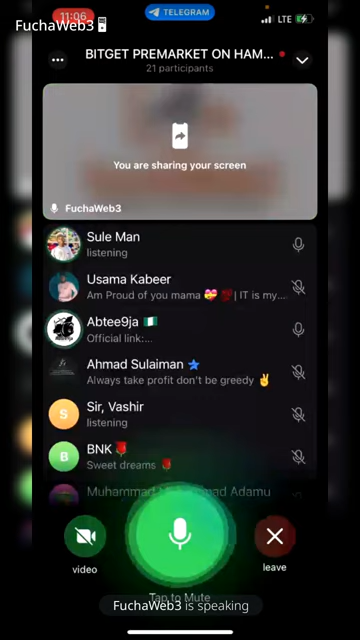 11:06
TELEGRAM
LTE
FuchaWeb3
BITGET PREMARKET ON HAM...
21 participants
You are sharing your screen
FuchaWeb3
Sule Man
listening
Usama Kabeer
Am Proud of you mama 💝 💯| IT is my...
Abtee9ja 🇳🇬
Official link:...
Ahmad Sulaiman
Always take profit don't be greedy ✌️
S
Sir, Vashir
listening
B
BNK🌹
Sweet dreams 🌹
video
leave
Tap to Mute
FuchaWeb3 is speaking